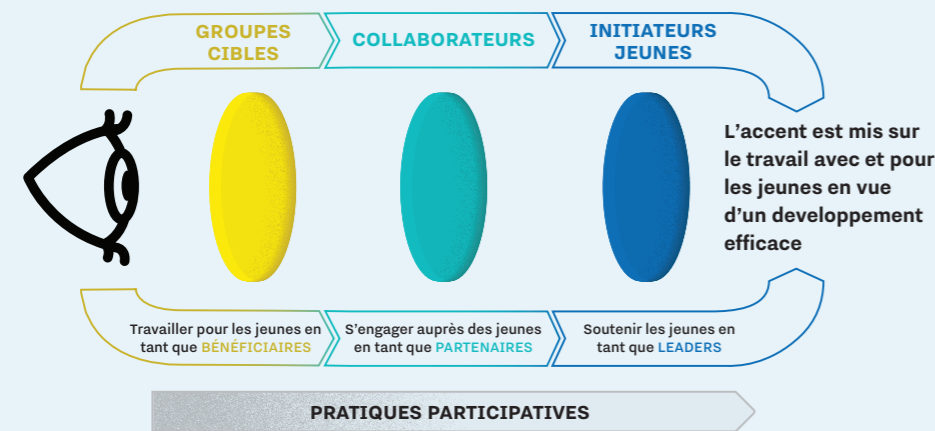 GROUPES
CIBLES
COLLABORATEURS
INITIATEURS
JEUNES
L'accent est mis sur
le travail avec et pour
les jeunes en vue
d'un developpement
efficace
Travailler pour les jeunes en
tant que BÉNÉFICIAIRES
S'engager auprès des jeunes
en tant que PARTENAIRES
Soutenir les jeunes en
tant que LEADERS
PRATIQUES PARTICIPATIVES